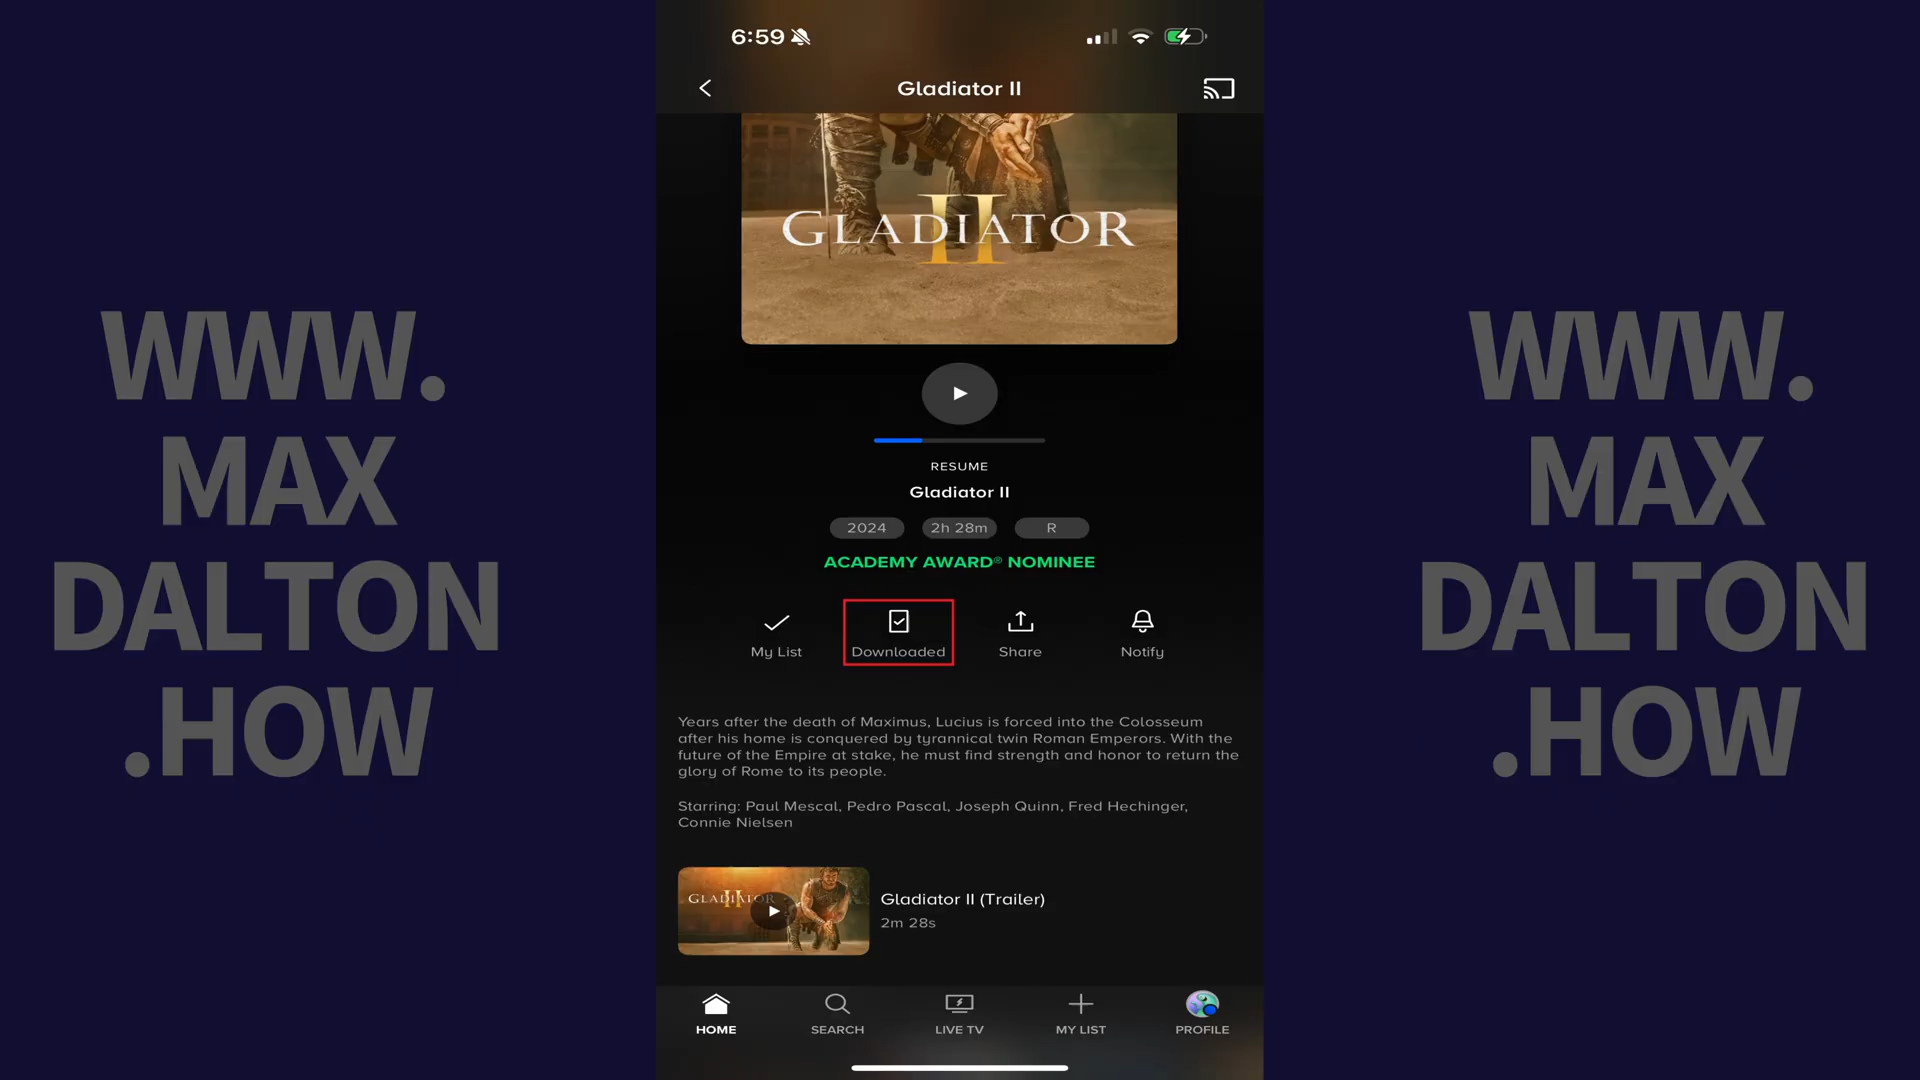 6:59
Gladiator II
GLADIATOR
II
RESUME
Gladiator II
2024
2h 28m
R
ACADEMY AWARD® NOMINEE
My List
Downloaded
Share
Notify
Years after the death of Maximus, Lucius is forced into the Colosseum
after his home is conquered by tyrannical twin Roman Emperors. With the
future of the Empire at stake, he must find strength and honor to return the
glory of Rome to its people.
Starring: Paul Mescal, Pedro Pascal, Joseph Quinn, Fred Hechinger,
Connie Nielsen
GLADIATOR
II
Gladiator II (Trailer)
2m 28s
HOME
SEARCH
LIVE TV
MY LIST
PROFILE
WWW.
MAX
DALTON
.HOW
WWW.
MAX
DALTON
.HOW